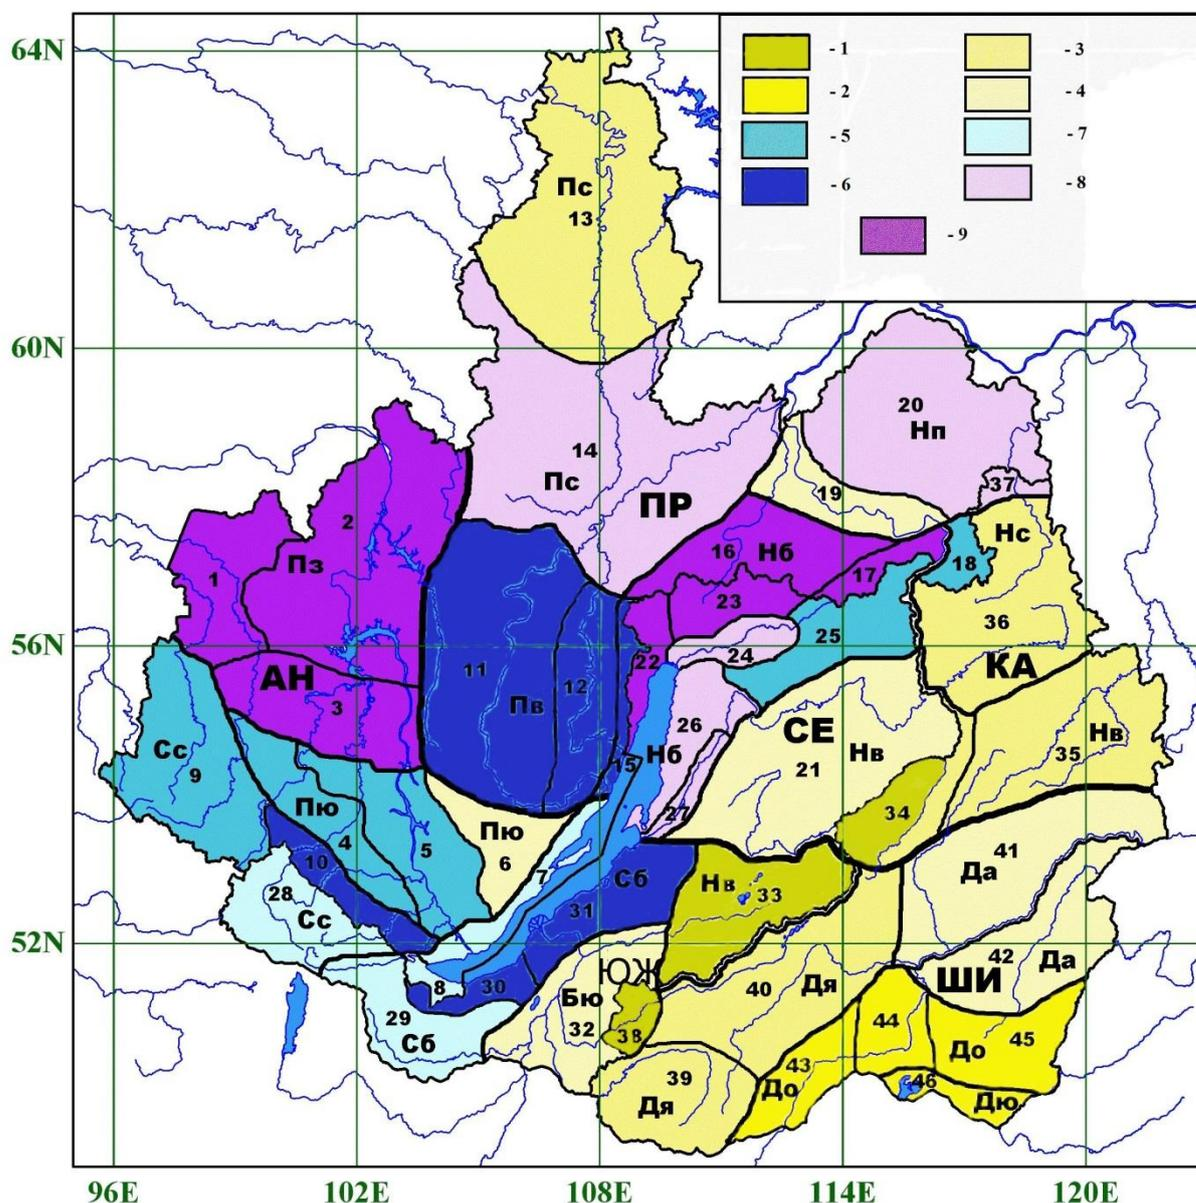 64N
- 1
- 3
- 2
- 4
- 5
- 7
- 6
- 8
- 9
Пс
13
60N
20
Нп
14
Пс
ПР
37
19
2
Нс
16
Нб
1
Пз
17
18
23
36
56N
25
24
22
КА
11
12
АН
3
Пв
26
СЕ
Нв
Нв
35
Сс
9
15
Нб
21
Пю
4
5
Пю
6
27
34
10
7
41
Да
28
Сс
Сб
31
Нв
33
52N
ЮЖ
42
Да
8
30
Бю
32
40
Дя
ШИ
29
Сб
38
44
До
45
39
Дя
43
До
46
Дю
96E
102E
108E
114E
120E